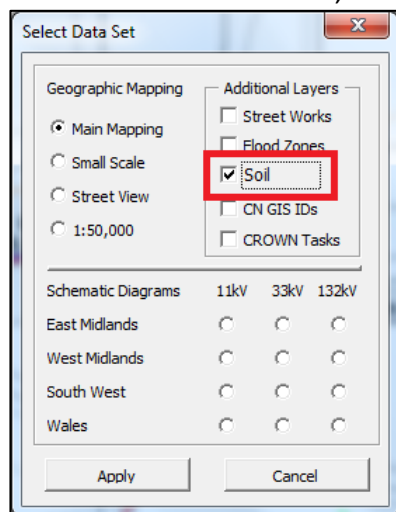 Select Data Set
Geographic Mapping
Main Mapping
Small Scale
Street View
1:50,000
Additional Layers
Street Works
Flood Zones
Soil
CN GIS IDs
CROWN Tasks
Schematic Diagrams 11kV 33kV 132kV
East Midlands
West Midlands
South West
Wales
Apply Cancel